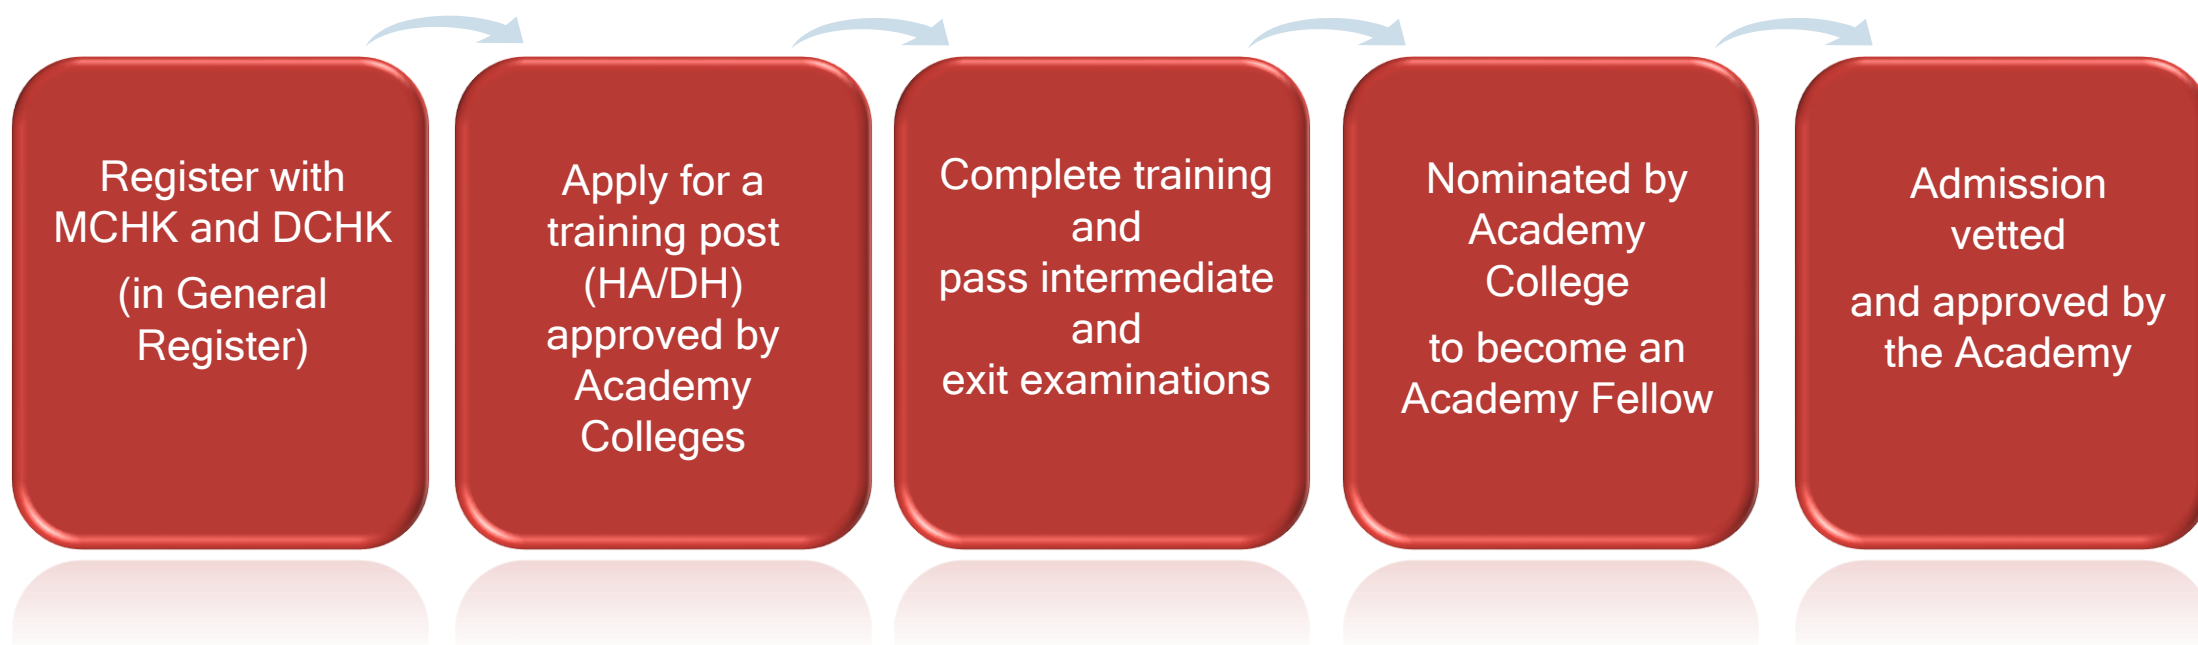 Register with
MCHK and DCHK
(in General
Register)
Apply for a
training post
(HA/DH)
approved by
Academy
Colleges
Complete training
and
pass intermediate
and
exit examinations
Nominated by
Academy
College
to become an
Academy Fellow
Admission
vetted
and approved by
the Academy